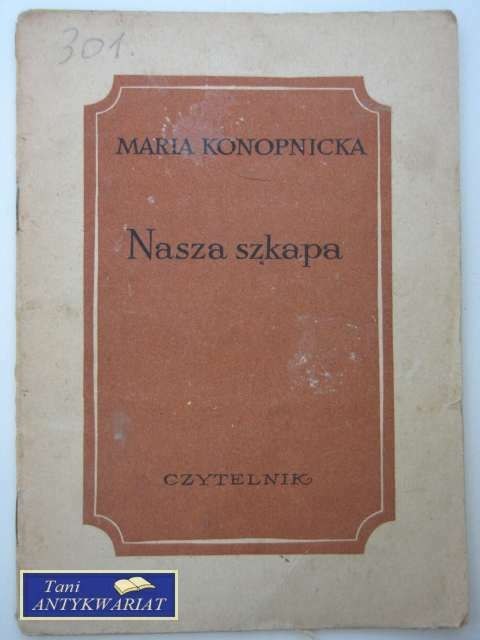 301.
MARIA KONOPNICKA
Nasza szkapa
CZYTELNIK
Tani
ANTYKWARIAT